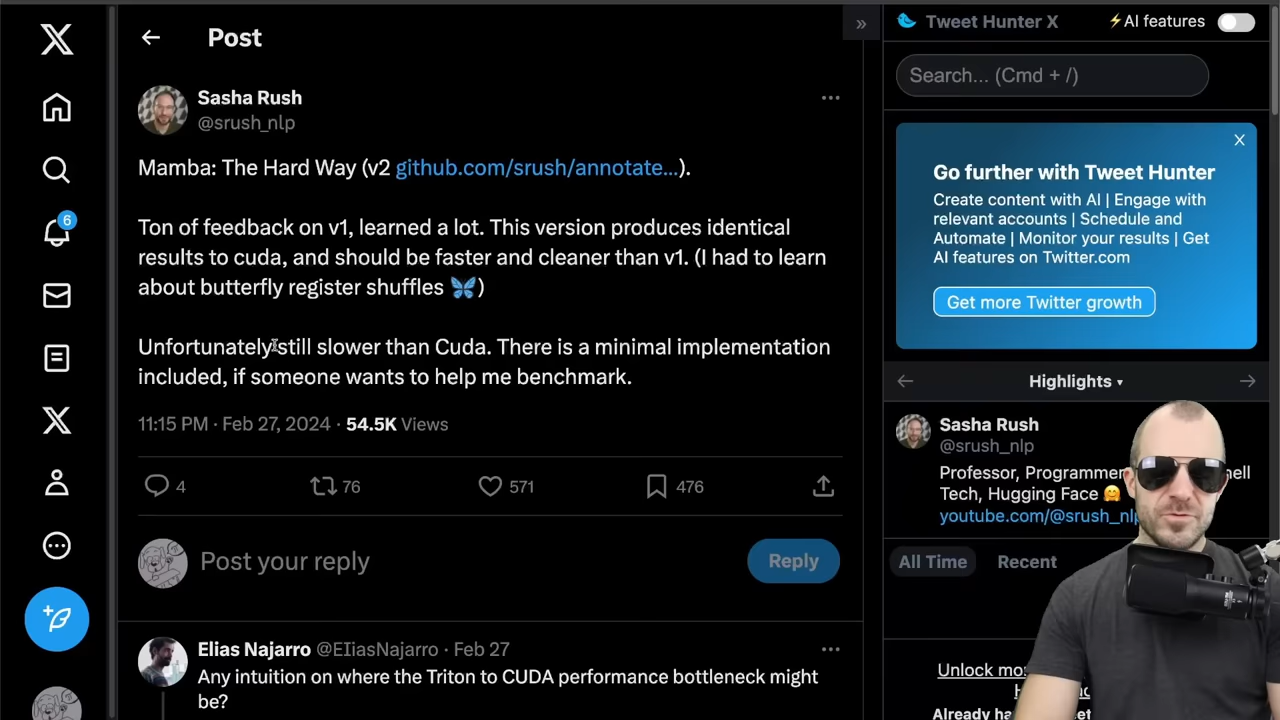 Post
Sasha Rush
@srush_nlp
Mamba: The Hard Way (v2 github.com/srush/annotate...).
Ton of feedback on v1, learned a lot. This version produces identical
results to cuda, and should be faster and cleaner than v1. (I had to learn
about butterfly register shuffles 🦋)
Unfortunately still slower than Cuda. There is a minimal implementation
included, if someone wants to help me benchmark.
11:15 PM · Feb 27, 2024 · 54.5K Views
4 76 571 476
Post your reply
Reply
Elias Najarro @EIiasNajarro · Feb 27
Any intuition on where the Triton to CUDA performance bottleneck might
be?
6
»
Tweet Hunter X
⚡AI features
Search... (Cmd + /)
X
Go further with Tweet Hunter
Create content with AI | Engage with
relevant accounts | Schedule and
Automate | Monitor your results | Get
AI features on Twitter.com
Get more Twitter growth
← Highlights ▾ →
Sasha Rush
@srush_nlp
Professor, Programmer
Tech, Hugging Face 🤗
youtube.com/@srush_nlp
All Time Recent
Unlock
Already